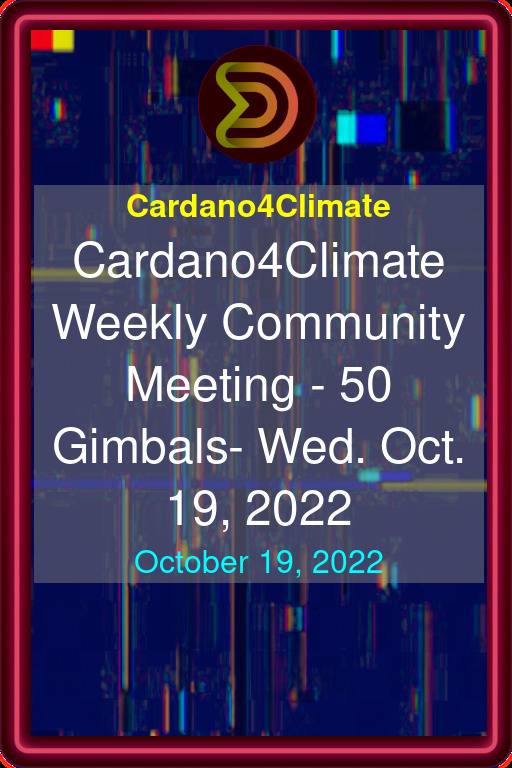 Cardano4Climate
Cardano4Climate
Weekly Community
Meeting - 50
Gimbals- Wed. Oct.
19, 2022
October 19, 2022